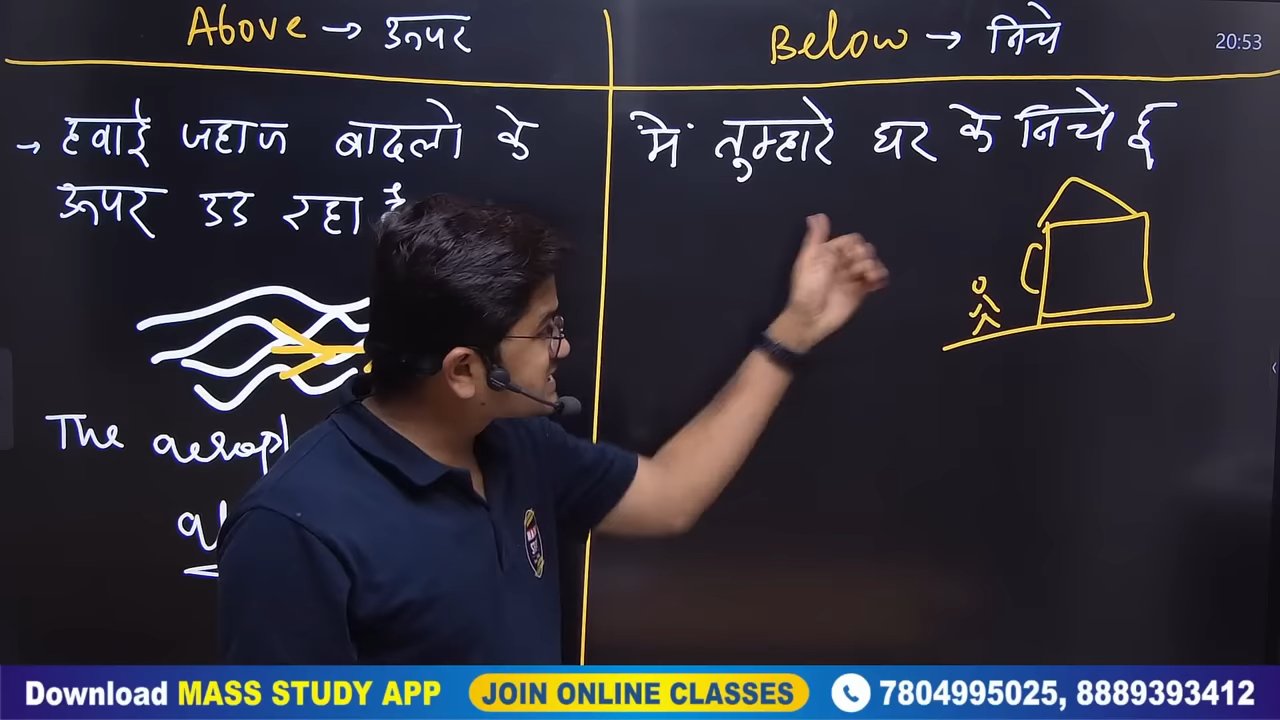 Above → ऊपर
Below → निचे
20:53
→ हवाई जहाज बादलो के
ऊपर उड रहा
में तुम्हारे घर के निचे हूँ
The
Download MASS STUDY APP
JOIN ONLINE CLASSES
7804995025, 8889393412